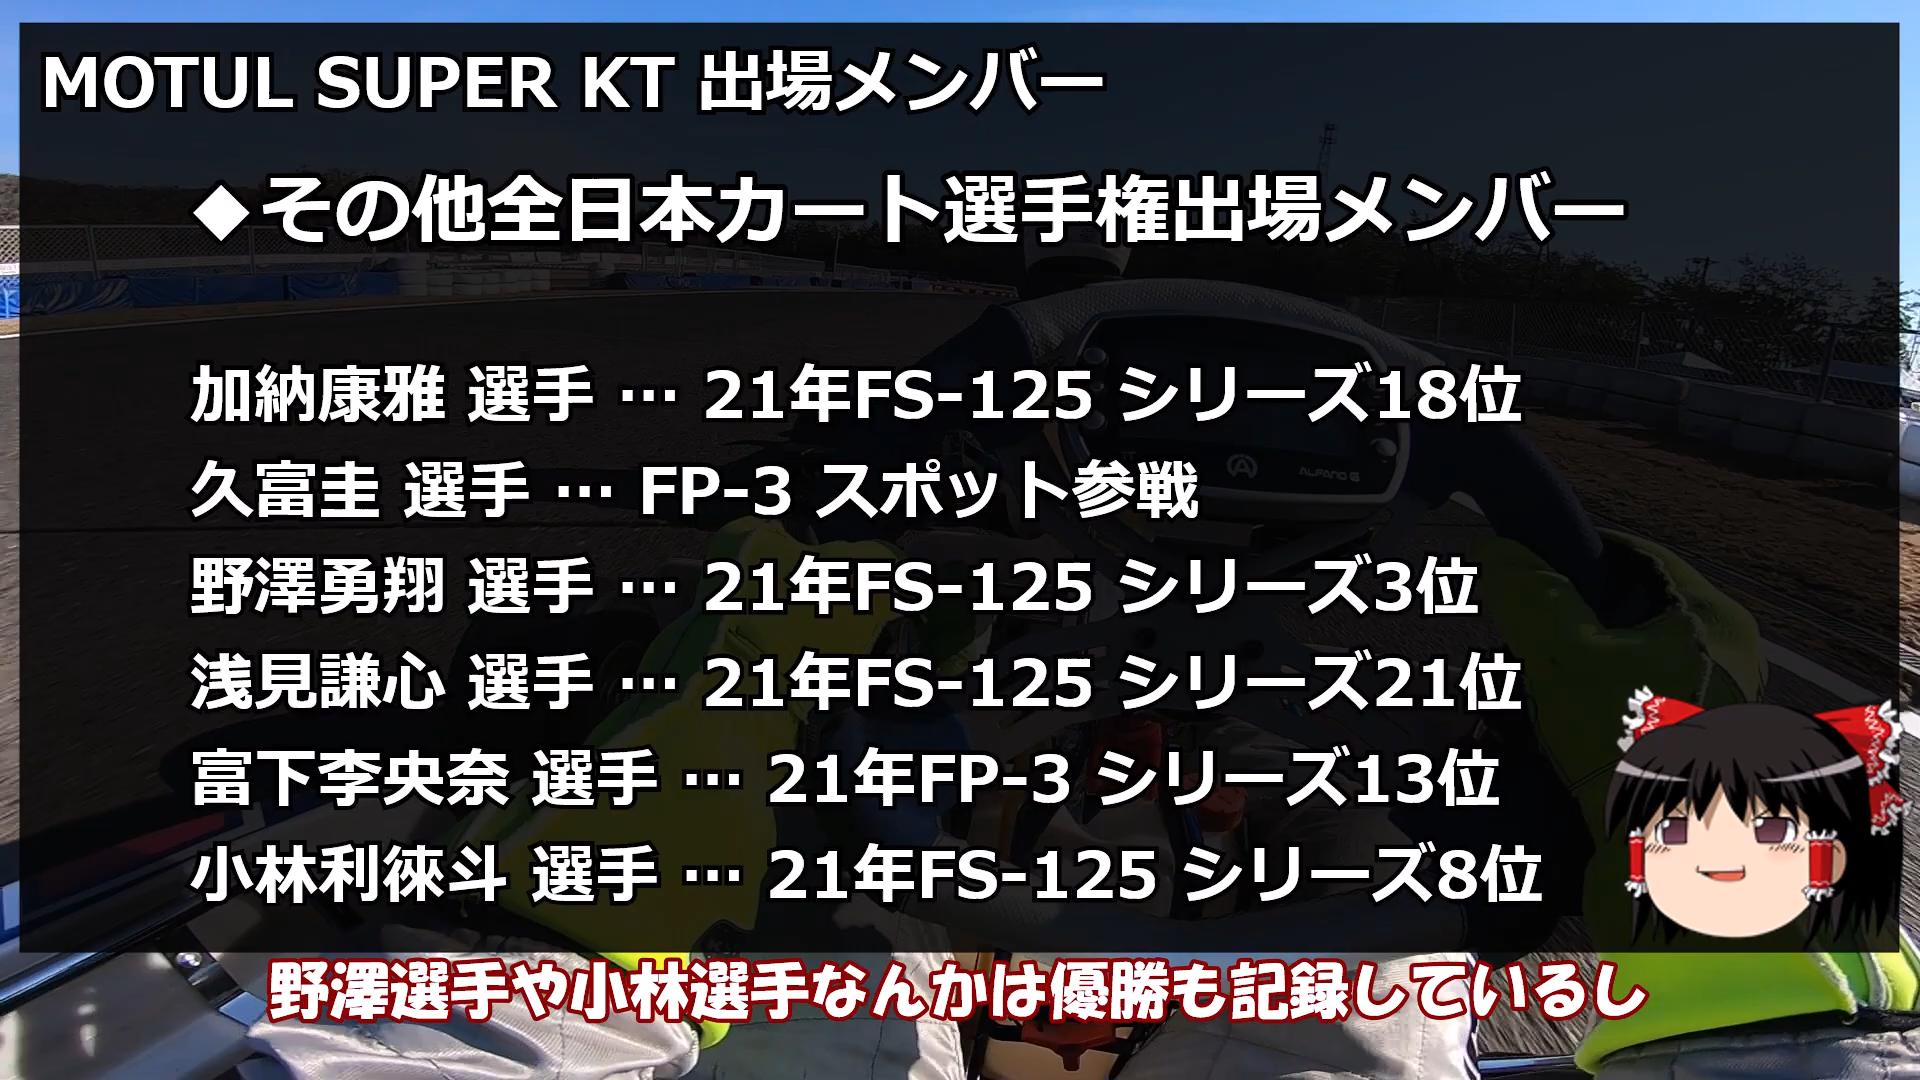 MOTUL SUPER KT 出場メンバー
◆その他全日本カート選手権出場メンバー
加納康雅 選手 … 21年FS-125 シリーズ18位
久富圭 選手 … FP-3 スポット参戦
野澤勇翔 選手 … 21年FS-125 シリーズ3位
ALFANO 6
浅見謙心 選手 … 21年FS-125 シリーズ21位
富下李央奈 選手 … 21年FP-3 シリーズ13位
小林利徠斗 選手 … 21年FS-125 シリーズ8位
野澤選手や小林選手なんかは優勝も記録しているし